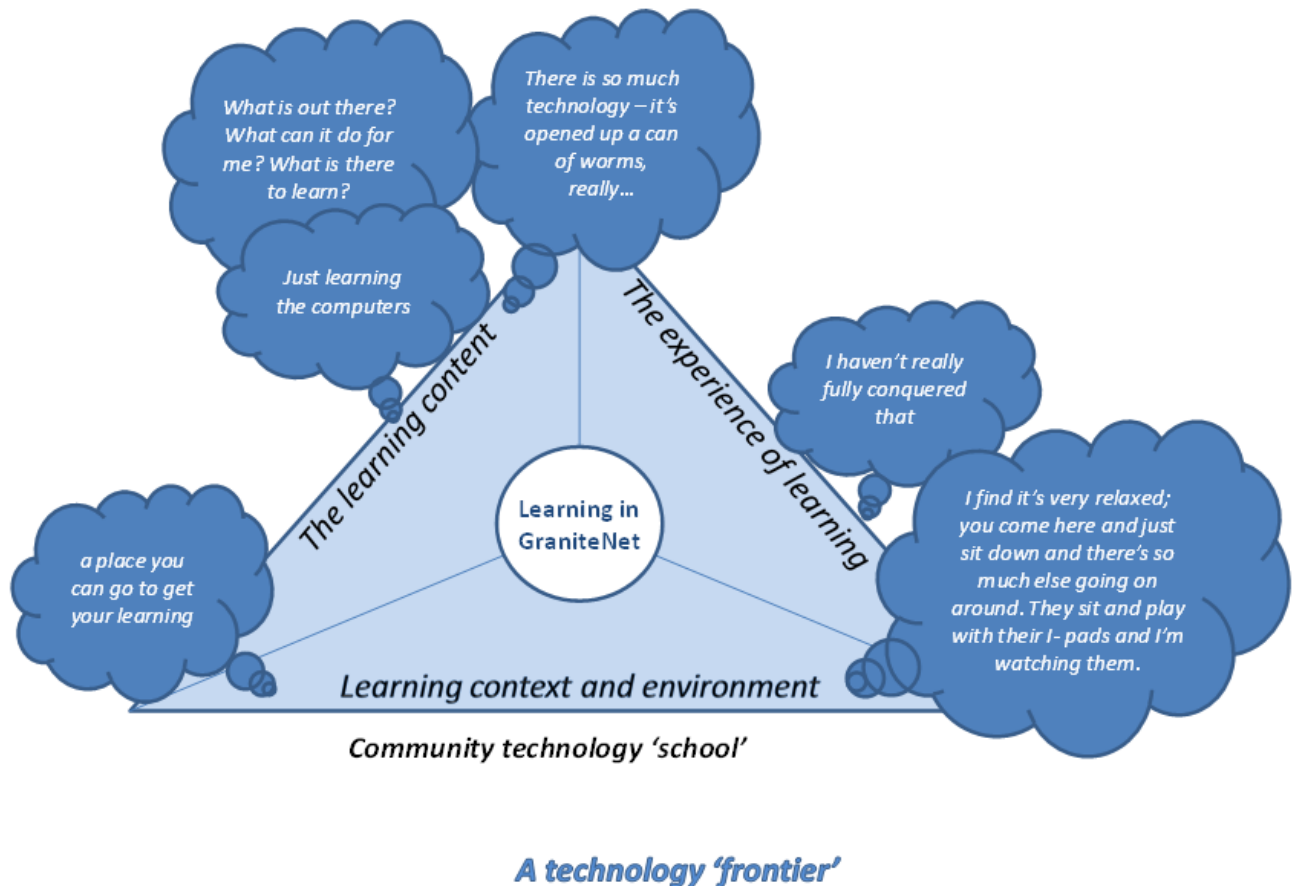 What is out there?
What can it do for
me? What is there
to learn?
There is so much
technology – it's
opened up a can
of worms,
really…
Just learning
the computers
The learning content
The experience of learning
I haven't really
fully conquered
that
Learning in
GraniteNet
a place you
can go to get
your learning
I find it's very relaxed;
you come here and just
sit down and there's so
much else going on
around. They sit and play
with their I- pads and I'm
watching them.
Learning context and environment
Community technology 'school'
A technology 'frontier'